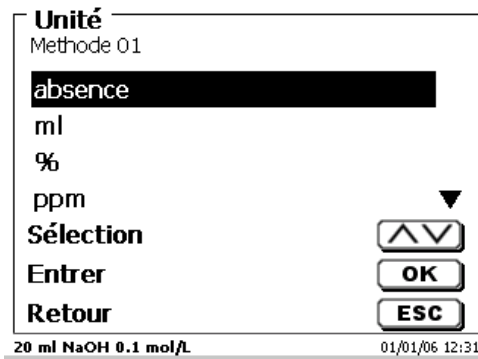 Unité
Methode 01
absence
ml
%
ppm
Sélection
Entrer OK
Retour ESC
20 ml NaOH 0.1 mol/L 01/01/06 12:31